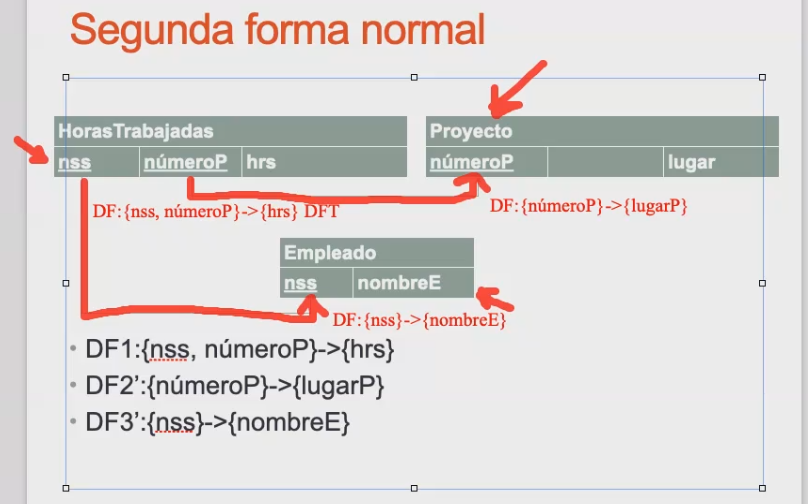 Segunda forma normal
HorasTrabajadas
nss númeroP hrs
Proyecto
númeroP lugar
DF:{nss, númeroP}->{hrs} DFT
DF:{númeroP}->{lugarP}
Empleado
nss nombreE
DF:{nss}->{nombreE}
• DF1:{nss, númeroP}->{hrs}
• DF2’:{númeroP}->{lugarP}
• DF3’:{nss}->{nombreE}